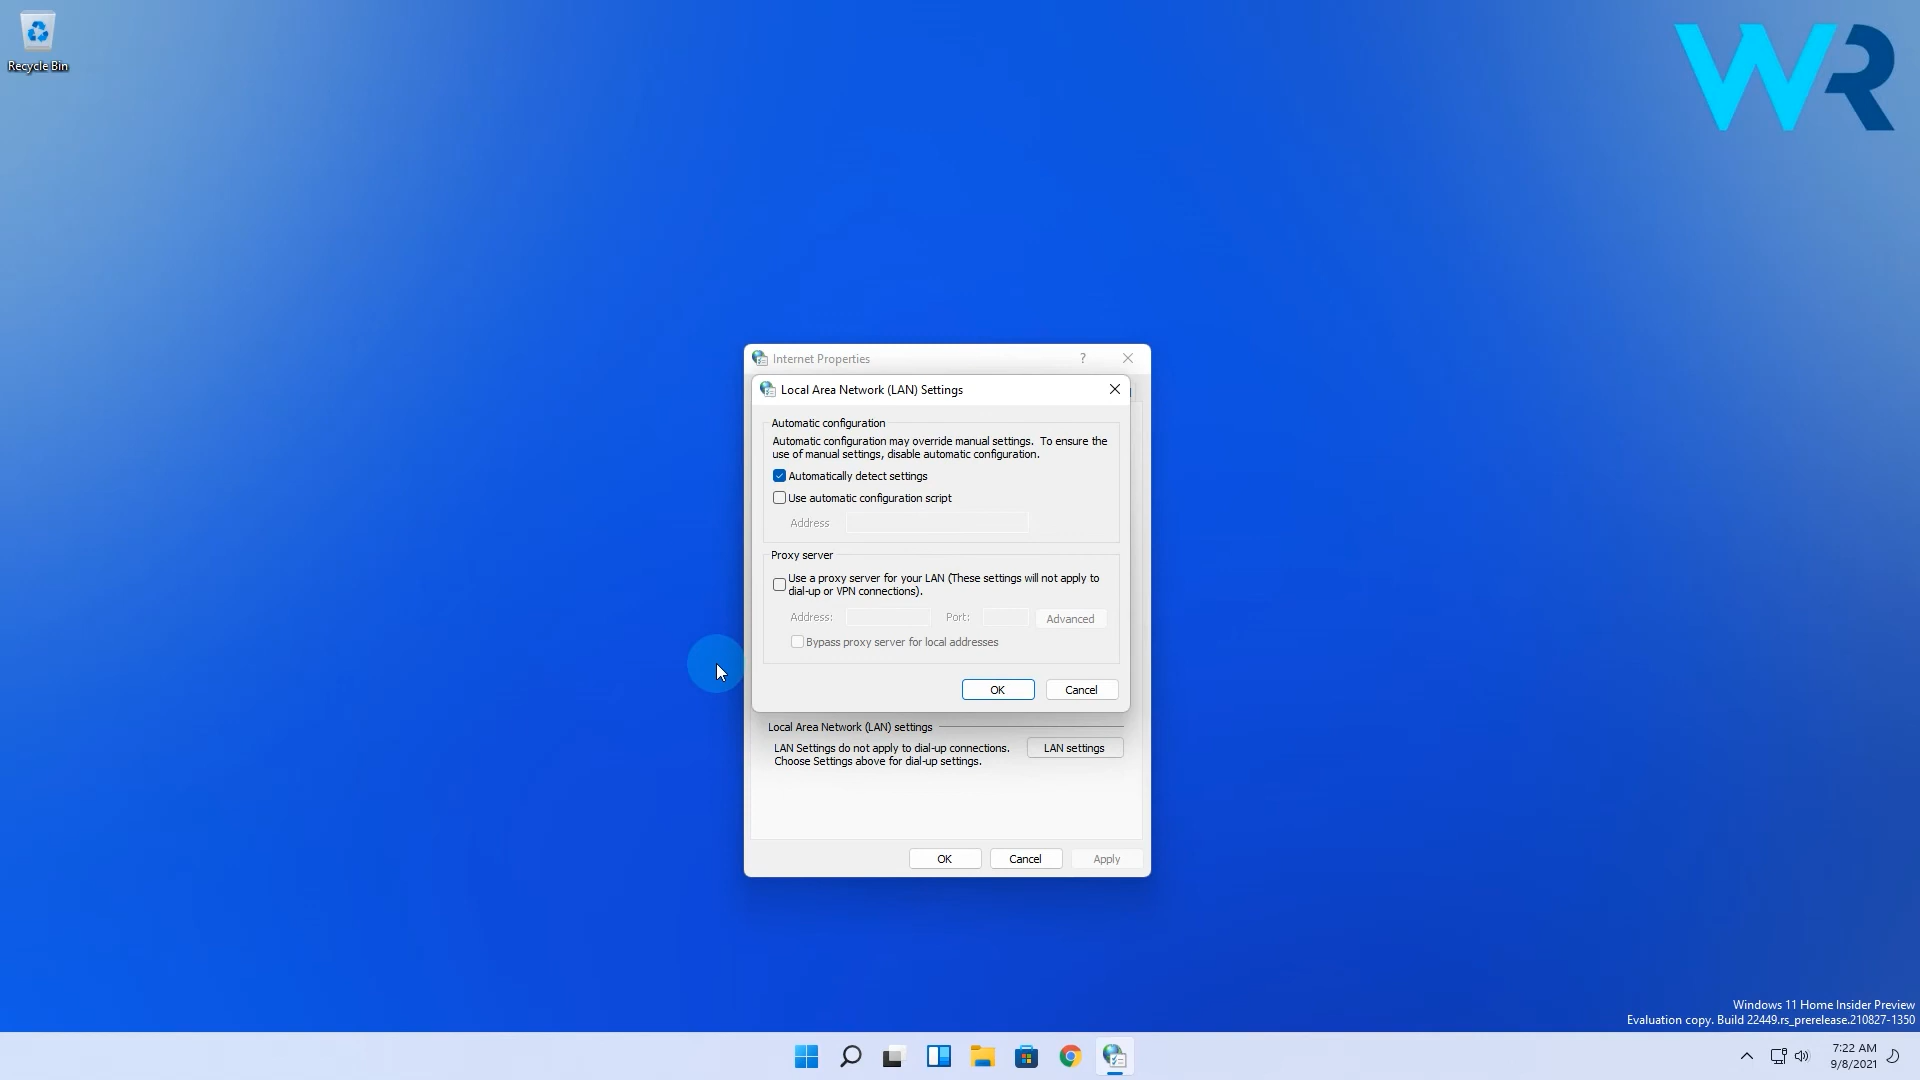 Recycle Bin
WR
Internet Properties
?
Local Area Network (LAN) Settings
Automatic configuration
Automatic configuration may override manual settings. To ensure the
use of manual settings, disable automatic configuration.
Automatically detect settings
Use automatic configuration script
Address
Proxy server
Use a proxy server for your LAN (These settings will not apply to
dial-up or VPN connections).
Address: Port: Advanced
Bypass proxy server for local addresses
OK Cancel
Local Area Network (LAN) settings
LAN Settings do not apply to dial-up connections.
Choose Settings above for dial-up settings.
LAN settings
OK Cancel Apply
Windows 11 Home Insider Preview
Evaluation copy. Build 22449.rs_prerelease.210827-1350
7:22 AM
9/8/2021